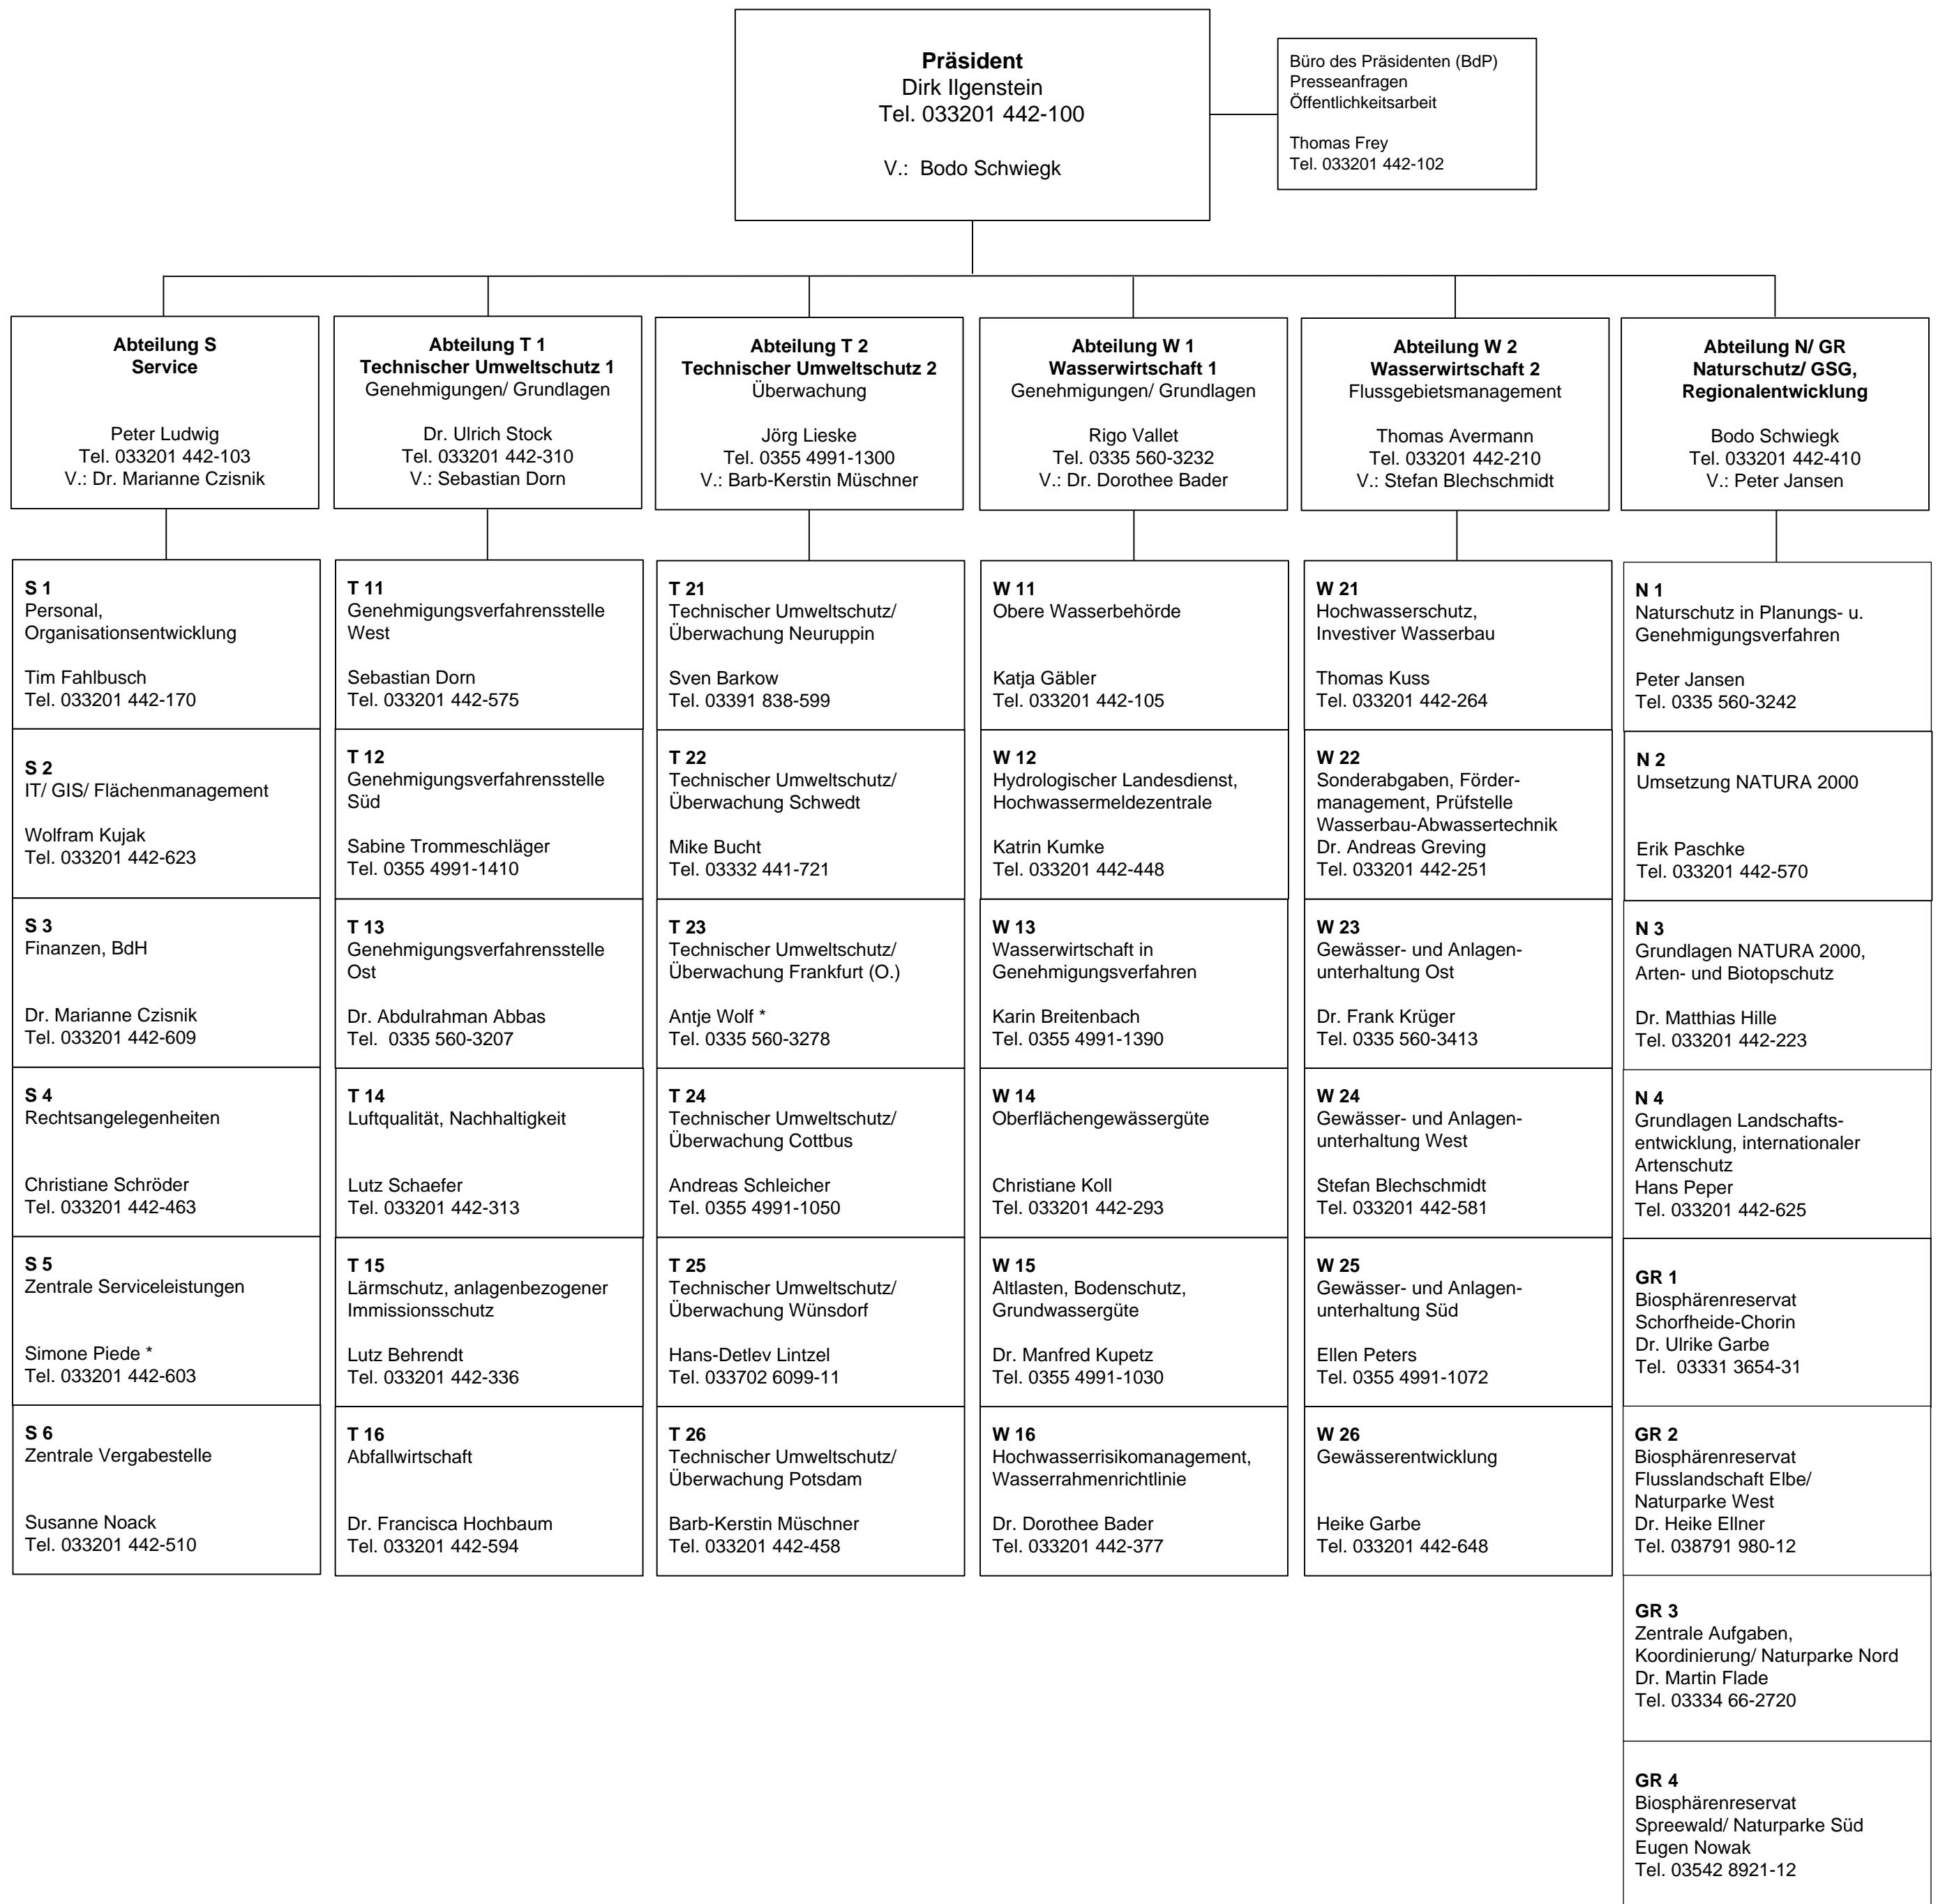 Präsident
Dirk Ilgenstein
Tel. 033201 442-100
V.: Bodo Schwiegk
Büro des Präsidenten (BdP)
Presseanfragen
Öffentlichkeitsarbeit
Thomas Frey
Tel. 033201 442-102
Abteilung S
Service
Peter Ludwig
Tel. 033201 442-103
V.: Dr. Marianne Czisnik
Abteilung T 1
Technischer Umweltschutz 1
Genehmigungen/ Grundlagen
Dr. Ulrich Stock
Tel. 033201 442-310
V.: Sebastian Dorn
Abteilung T 2
Technischer Umweltschutz 2
Überwachung
Jörg Lieske
Tel. 0355 4991-1300
V.: Barb-Kerstin Müschner
Abteilung W 1
Wasserwirtschaft 1
Genehmigungen/ Grundlagen
Rigo Vallet
Tel. 0335 560-3232
V.: Dr. Dorothee Bader
Abteilung W 2
Wasserwirtschaft 2
Flussgebietsmanagement
Thomas Avermann
Tel. 033201 442-210
V.: Stefan Blechschmidt
Abteilung N/ GR
Naturschutz/ GSG,
Regionalentwicklung
Bodo Schwiegk
Tel. 033201 442-410
V.: Peter Jansen
S 1
Personal,
Organisationsentwicklung
Tim Fahlbusch
Tel. 033201 442-170
S 2
IT/ GIS/ Flächenmanagement
Wolfram Kujak
Tel. 033201 442-623
S 3
Finanzen, BdH
Dr. Marianne Czisnik
Tel. 033201 442-609
S 4
Rechtsangelegenheiten
Christiane Schröder
Tel. 033201 442-463
S 5
Zentrale Serviceleistungen
Simone Piede *
Tel. 033201 442-603
S 6
Zentrale Vergabestelle
Susanne Noack
Tel. 033201 442-510
T 11
Genehmigungsverfahrensstelle
West
Sebastian Dorn
Tel. 033201 442-575
T 12
Genehmigungsverfahrensstelle
Süd
Sabine Trommeschläger
Tel. 0355 4991-1410
T 13
Genehmigungsverfahrensstelle
Ost
Dr. Abdulrahman Abbas
Tel. 0335 560-3207
T 14
Luftqualität, Nachhaltigkeit
Lutz Schaefer
Tel. 033201 442-313
T 15
Lärmschutz, anlagenbezogener
Immissionsschutz
Lutz Behrendt
Tel. 033201 442-336
T 16
Abfallwirtschaft
Dr. Francisca Hochbaum
Tel. 033201 442-594
T 21
Technischer Umweltschutz/
Überwachung Neuruppin
Sven Barkow
Tel. 03391 838-599
T 22
Technischer Umweltschutz/
Überwachung Schwedt
Mike Bucht
Tel. 03332 441-721
T 23
Technischer Umweltschutz/
Überwachung Frankfurt (O.)
Antje Wolf *
Tel. 0335 560-3278
T 24
Technischer Umweltschutz/
Überwachung Cottbus
Andreas Schleicher
Tel. 0355 4991-1050
T 25
Technischer Umweltschutz/
Überwachung Wünsdorf
Hans-Detlev Lintzel
Tel. 033702 6099-11
T 26
Technischer Umweltschutz/
Überwachung Potsdam
Barb-Kerstin Müschner
Tel. 033201 442-458
W 11
Obere Wasserbehörde
Katja Gäbler
Tel. 033201 442-105
W 12
Hydrologischer Landesdienst,
Hochwassermeldezentrale
Katrin Kumke
Tel. 033201 442-448
W 13
Wasserwirtschaft in
Genehmigungsverfahren
Karin Breitenbach
Tel. 0355 4991-1390
W 14
Oberflächengewässergüte
Christiane Koll
Tel. 033201 442-293
W 15
Altlasten, Bodenschutz,
Grundwassergüte
Dr. Manfred Kupetz
Tel. 0355 4991-1030
W 16
Hochwasserrisikomanagement,
Wasserrahmenrichtlinie
Dr. Dorothee Bader
Tel. 033201 442-377
W 21
Hochwasserschutz,
Investiver Wasserbau
Thomas Kuss
Tel. 033201 442-264
W 22
Sonderabgaben, Förder-
management, Prüfstelle
Wasserbau-Abwassertechnik
Dr. Andreas Greving
Tel. 033201 442-251
W 23
Gewässer- und Anlagen-
unterhaltung Ost
Dr. Frank Krüger
Tel. 0335 560-3413
W 24
Gewässer- und Anlagen-
unterhaltung West
Stefan Blechschmidt
Tel. 033201 442-581
W 25
Gewässer- und Anlagen-
unterhaltung Süd
Ellen Peters
Tel. 0355 4991-1072
W 26
Gewässerentwicklung
Heike Garbe
Tel. 033201 442-648
N 1
Naturschutz in Planungs- u.
Genehmigungsverfahren
Peter Jansen
Tel. 0335 560-3242
N 2
Umsetzung NATURA 2000
Erik Paschke
Tel. 033201 442-570
N 3
Grundlagen NATURA 2000,
Arten- und Biotopschutz
Dr. Matthias Hille
Tel. 033201 442-223
N 4
Grundlagen Landschafts-
entwicklung, internationaler
Artenschutz
Hans Peper
Tel. 033201 442-625
GR 1
Biosphärenreservat
Schorfheide-Chorin
Dr. Ulrike Garbe
Tel. 03331 3654-31
GR 2
Biosphärenreservat
Flusslandschaft Elbe/
Naturparke West
Dr. Heike Ellner
Tel. 038791 980-12
GR 3
Zentrale Aufgaben,
Koordinierung/ Naturparke Nord
Dr. Martin Flade
Tel. 03334 66-2720
GR 4
Biosphärenreservat
Spreewald/ Naturparke Süd
Eugen Nowak
Tel. 03542 8921-12